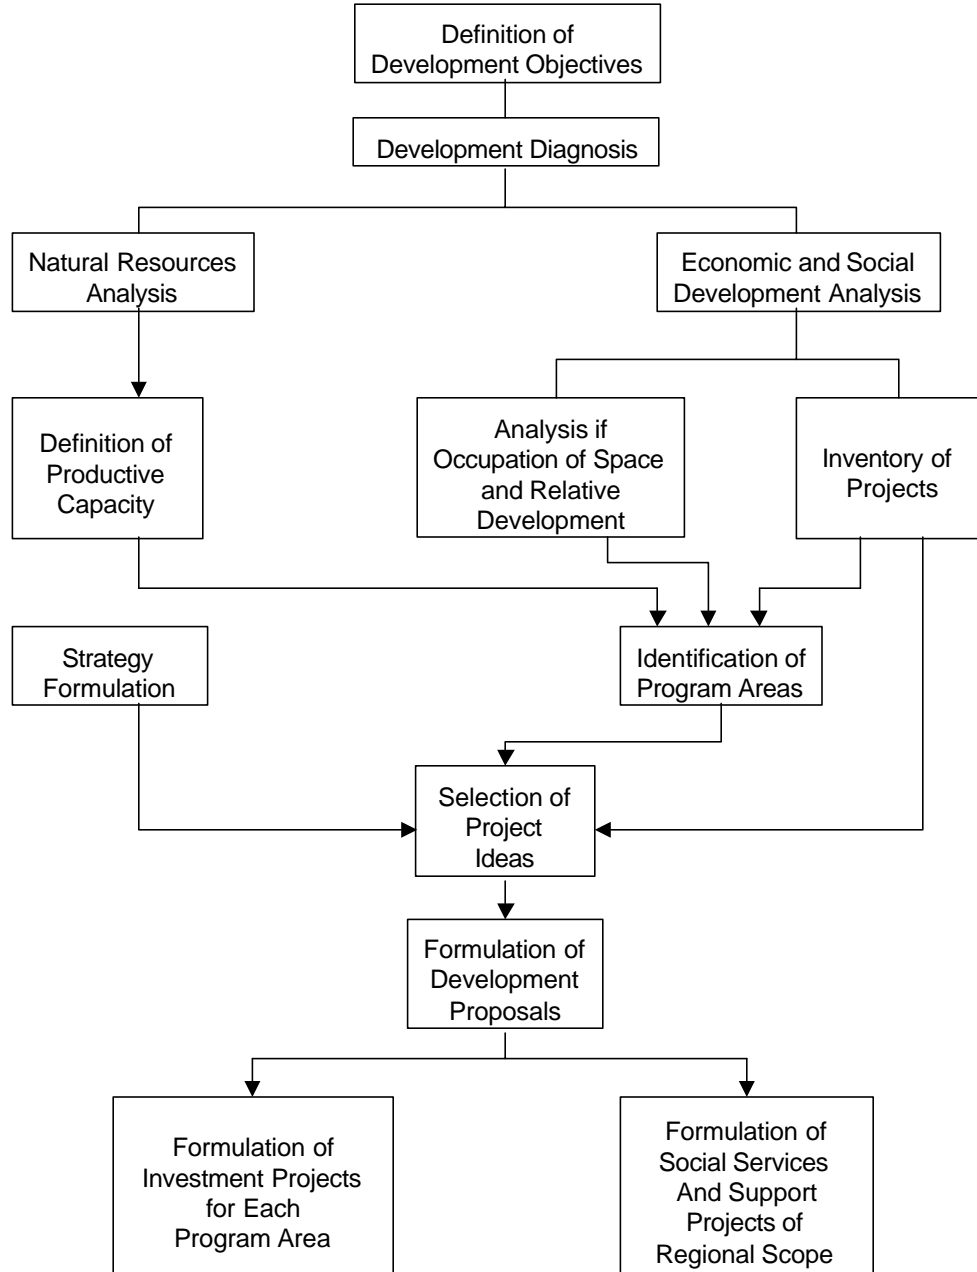 Definition of
Development Objectives
Development Diagnosis
Natural Resources
Analysis
Economic and Social
Development Analysis
Definition of
Productive
Capacity
Analysis if
Occupation of Space
and Relative
Development
Inventory of
Projects
Strategy
Formulation
Identification of
Program Areas
Selection of
Project
Ideas
Formulation of
Development
Proposals
Formulation of
Investment Projects
for Each
Program Area
Formulation of
Social Services
And Support
Projects of
Regional Scope